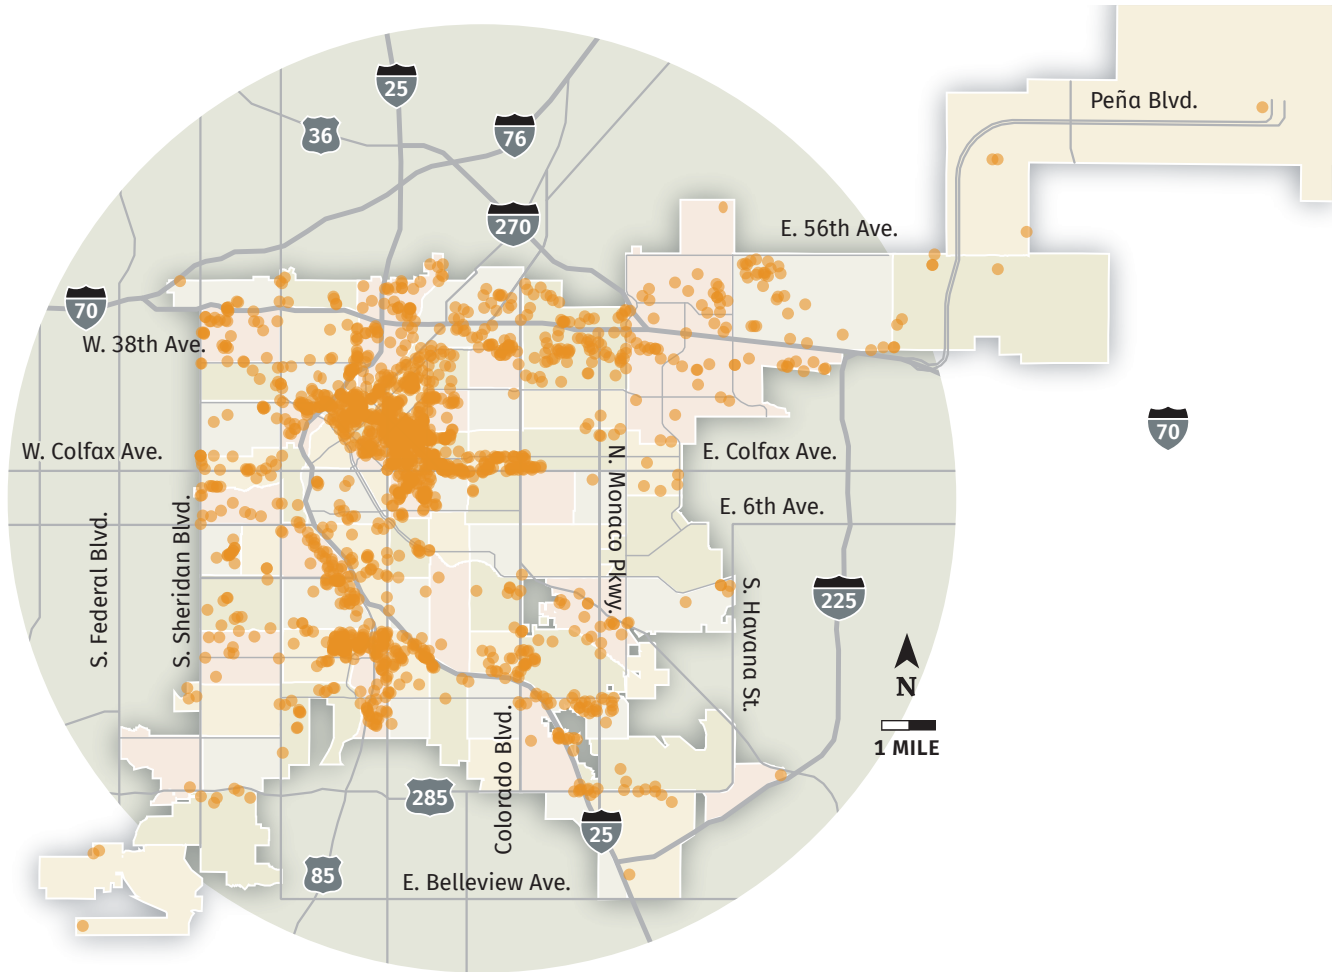 25
Peña Blvd.
36
76
270
E. 56th Ave.
70
W. 38th Ave.
70
W. Colfax Ave.
E. Colfax Ave.
N. Monaco Pkwy.
S. Federal Blvd.
S. Sheridan Blvd.
E. 6th Ave.
S. Havana St.
225
N
1 MILE
Colorado Blvd.
285
25
85
E. Belleview Ave.